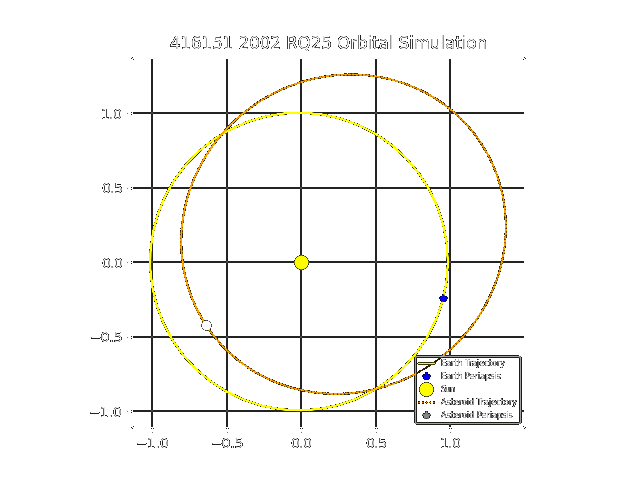 416151 2002 RQ25 Orbital Simulation
1.0
0.5
0.0
−0.5
−1.0
−1.0
−0.5
0.0
0.5
1.0
Earth Trajectory
Earth Periapsis
Sun
Asteroid Trajectory
Asteroid Periapsis